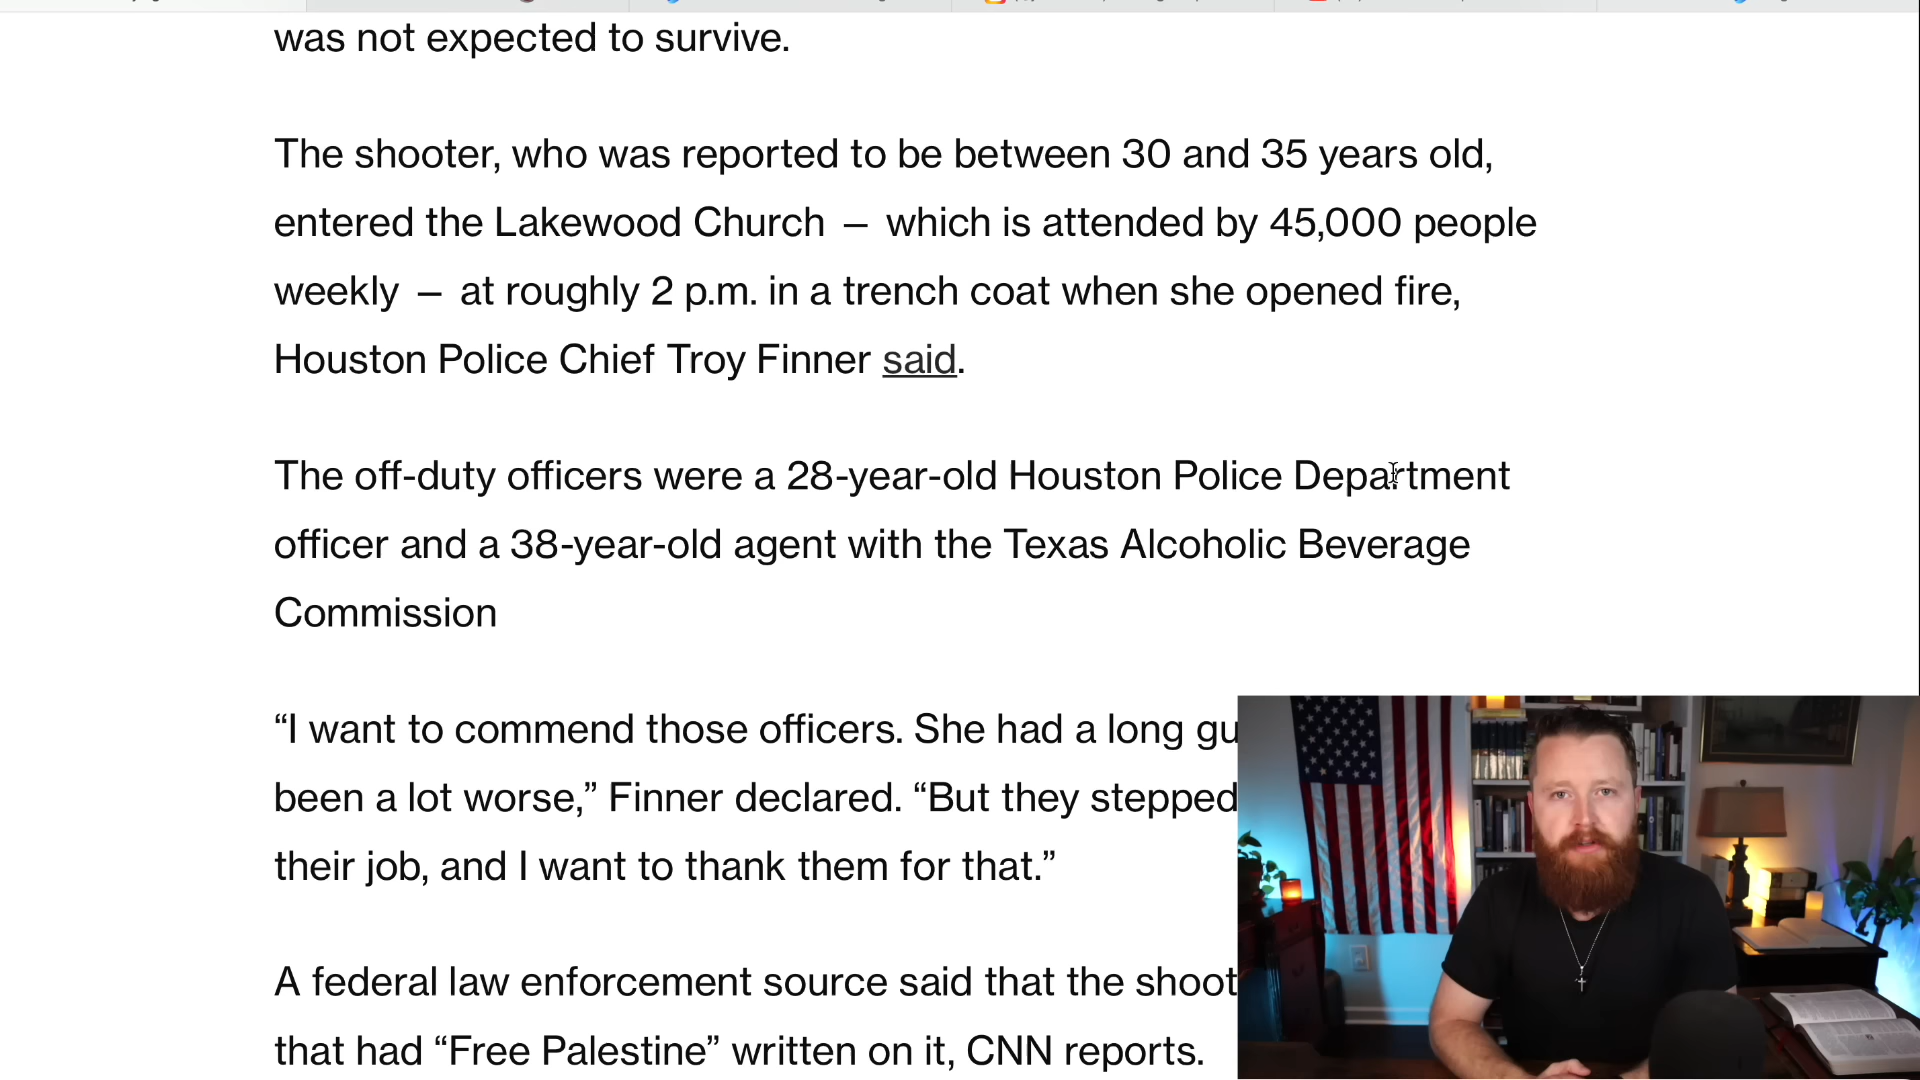 was not expected to survive.
The shooter, who was reported to be between 30 and 35 years old,
entered the Lakewood Church — which is attended by 45,000 people
weekly — at roughly 2 p.m. in a trench coat when she opened fire,
Houston Police Chief Troy Finner said.
The off-duty officers were a 28-year-old Houston Police Department
officer and a 38-year-old agent with the Texas Alcoholic Beverage
Commission
“I want to commend those officers. She had a long
been a lot worse,” Finner declared. “But they stepped
their job, and I want to thank them for that.”
A federal law enforcement source said that the
that had “Free Palestine” written on it, CNN reports.